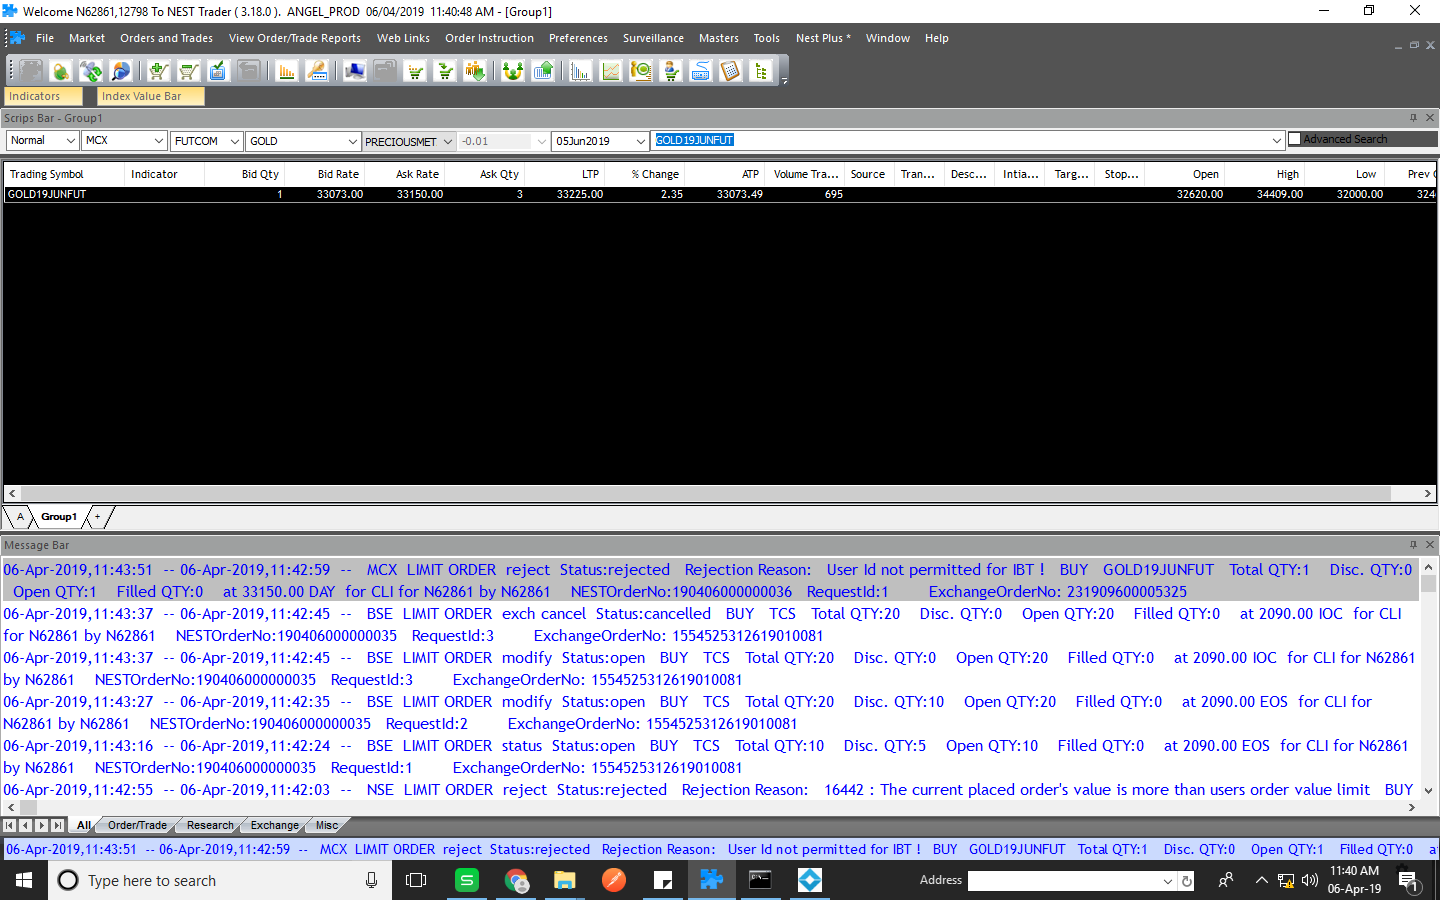 Welcome N62861,12798 To NEST Trader ( 3.18.0 ).  ANGEL_PROD  06/04/2019  11:40:48 AM - [Group1]
File Market Orders and Trades View Order/Trade Reports Web Links Order Instruction Preferences Surveillance Masters Tools Nest Plus * Window Help
Indicators Index Value Bar
Scrips Bar - Group1
Normal MCX FUTCOM GOLD PRECIOUSMET -0.01 05Jun2019 GOLD19JUNFUT Advanced Search
Trading Symbol Indicator Bid Qty Bid Rate Ask Rate Ask Qty LTP % Change ATP Volume Tra... Source Tran... Desc... Intia... Targ... Stop... Open High Low Prev C
GOLD19JUNFUT 1 33073.00 33150.00 3 33225.00 2.35 33073.49 695 32620.00 34409.00 32000.00 324
A Group1 +
Message Bar
06-Apr-2019,11:43:51 -- 06-Apr-2019,11:42:59 -- MCX LIMIT ORDER reject Status:rejected Rejection Reason: User Id not permitted for IBT ! BUY GOLD19JUNFUT Total QTY:1 Disc. QTY:0
Open QTY:1 Filled QTY:0 at 33150.00 DAY for CLI for N62861 by N62861 NESTOrderNo:190406000000036 RequestId:1 ExchangeOrderNo: 231909600005325
06-Apr-2019,11:43:37 -- 06-Apr-2019,11:42:45 -- BSE LIMIT ORDER exch cancel Status:cancelled BUY TCS Total QTY:20 Disc. QTY:0 Open QTY:20 Filled QTY:0 at 2090.00 IOC for CLI
for N62861 by N62861 NESTOrderNo:190406000000035 RequestId:3 ExchangeOrderNo: 1554525312619010081
06-Apr-2019,11:43:37 -- 06-Apr-2019,11:42:45 -- BSE LIMIT ORDER modify Status:open BUY TCS Total QTY:20 Disc. QTY:0 Open QTY:20 Filled QTY:0 at 2090.00 IOC for CLI for N62861
by N62861 NESTOrderNo:190406000000035 RequestId:3 ExchangeOrderNo: 1554525312619010081
06-Apr-2019,11:43:27 -- 06-Apr-2019,11:42:35 -- BSE LIMIT ORDER modify Status:open BUY TCS Total QTY:20 Disc. QTY:10 Open QTY:20 Filled QTY:0 at 2090.00 EOS for CLI for
N62861 by N62861 NESTOrderNo:190406000000035 RequestId:2 ExchangeOrderNo: 1554525312619010081
06-Apr-2019,11:43:16 -- 06-Apr-2019,11:42:24 -- BSE LIMIT ORDER status Status:open BUY TCS Total QTY:10 Disc. QTY:5 Open QTY:10 Filled QTY:0 at 2090.00 EOS for CLI for N62861
by N62861 NESTOrderNo:190406000000035 RequestId:1 ExchangeOrderNo: 1554525312619010081
06-Apr-2019,11:42:55 -- 06-Apr-2019,11:42:03 -- NSE LIMIT ORDER reject Status:rejected Rejection Reason: 16442 : The current placed order's value is more than users order value limit BUY
All Order/Trade Research Exchange Misc
06-Apr-2019,11:43:51 -- 06-Apr-2019,11:42:59 -- MCX LIMIT ORDER reject Status:rejected Rejection Reason: User Id not permitted for IBT ! BUY GOLD19JUNFUT Total QTY:1 Disc. QTY:0 Open QTY:1 Filled QTY:0
Type here to search Address 11:40 AM
06-Apr-19 1